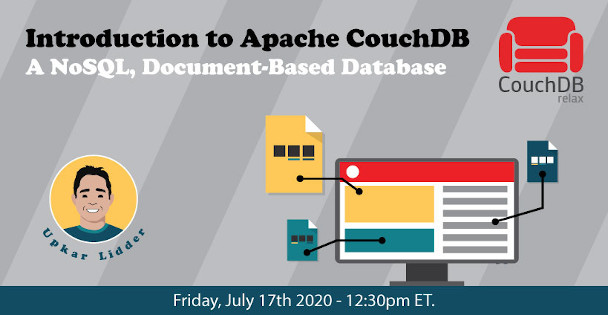 Introduction to Apache CouchDB
A NoSQL, Document-Based Database
CouchDB
relax
Upkar Lidder
Friday, July 17th 2020 - 12:30pm ET.